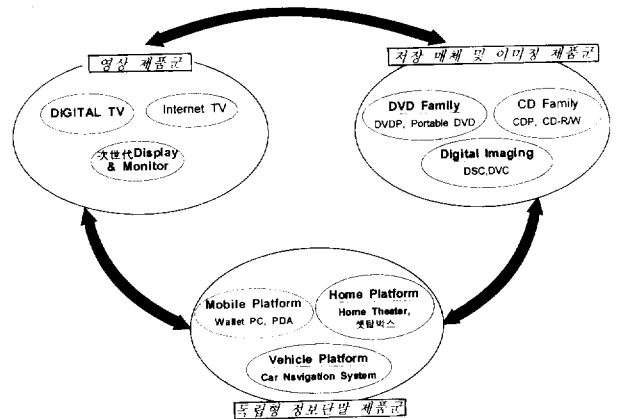 영상 제품군
DIGITAL TV
Internet TV
次世代Display
& Monitor
저장 매체 및 이미징 제품군
DVD Family
DVDP, Portable DVD
CD Family
CDP, CD-R/W
Digital Imaging
DSC,DVC
Mobile Platform
Wallet PC, PDA
Home Platform
Home Theater,
셋탑박스
Vehicle Platform
Car Navigation System
독립형 정보단말 제품군